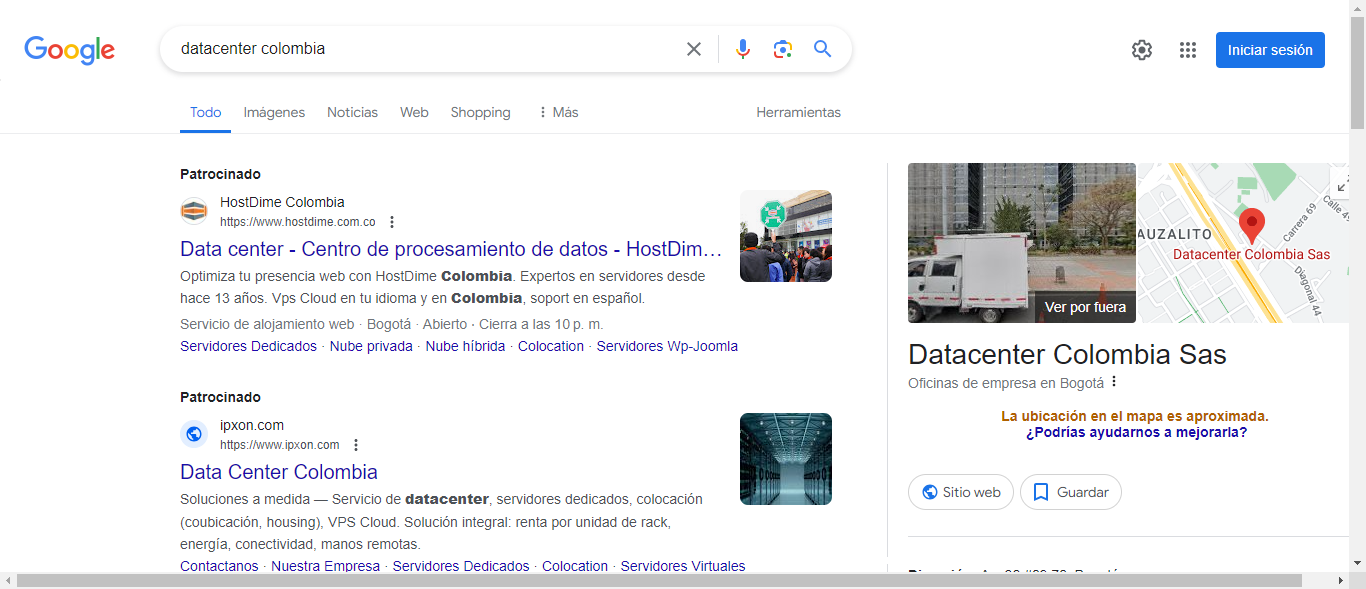 Google
datacenter colombia
Iniciar sesión
Todo
Imágenes
Noticias
Web
Shopping
Más
Herramientas
Patrocinado
HostDime Colombia
https://www.hostdime.com.co
Data center - Centro de procesamiento de datos - HostDim…
Optimiza tu presencia web con HostDime Colombia. Expertos en servidores desde
hace 13 años. Vps Cloud en tu idioma y en Colombia, soport en español.
Servicio de alojamiento web · Bogotá · Abierto · Cierra a las 10 p. m.
Servidores Dedicados · Nube privada · Nube híbrida · Colocation · Servidores Wp-Joomla
Patrocinado
ipxon.com
https://www.ipxon.com
Data Center Colombia
Soluciones a medida — Servicio de datacenter, servidores dedicados, colocación
(coubicación, housing), VPS Cloud. Solución integral: renta por unidad de rack,
energía, conectividad, manos remotas.
Contactanos · Nuestra Empresa · Servidores Dedicados · Colocation · Servidores Virtuales
Ver por fuera
AUZALITO
Carrera 69
Calle 4
Datacenter Colombia Sas
Diagonal 44
Datacenter Colombia Sas
Oficinas de empresa en Bogotá
La ubicación en el mapa es aproximada.
¿Podrías ayudarnos a mejorarla?
Sitio web
Guardar